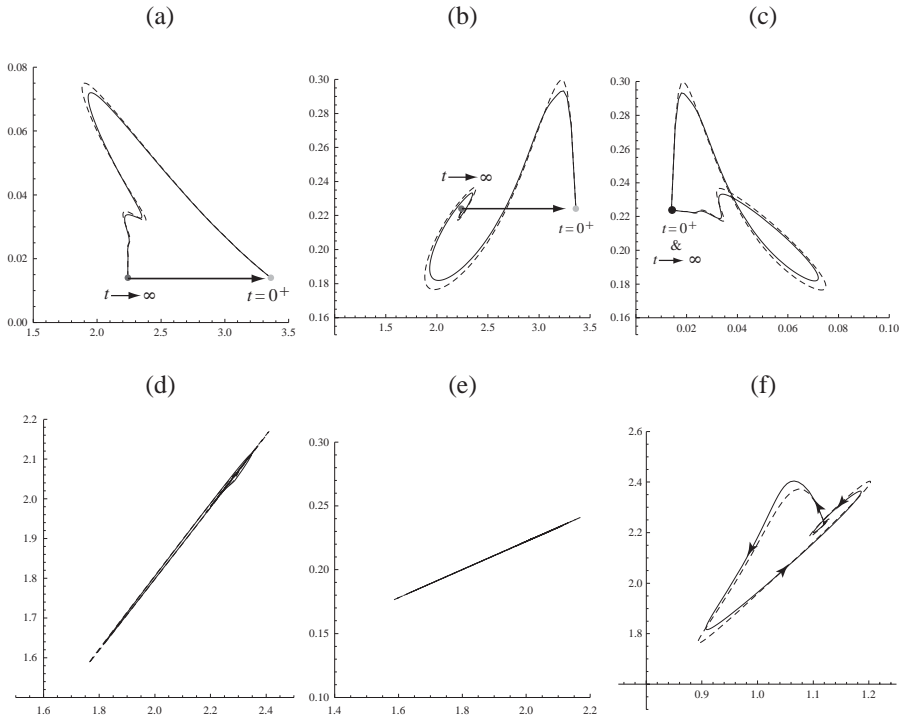 (a) (b) (c)
0.08
0.06
0.04
0.02
0.00
1.5 2.0 2.5 3.0 3.5
t → ∞
t = 0+
0.30
0.28
0.26
0.24
0.22
0.20
0.18
0.16
1.5 2.0 2.5 3.0 3.5
t → ∞
t = 0+
0.30
0.28
0.26
0.24
0.22
0.20
0.18
0.16
0.02 0.04 0.06 0.08 0.10
t = 0+
&
t → ∞
(d) (e) (f)
2.2
2.1
2.0
1.9
1.8
1.7
1.6
1.6 1.8 2.0 2.2 2.4
0.30
0.25
0.20
0.15
0.10
1.4 1.6 1.8 2.0 2.2
2.6
2.4
2.2
2.0
1.8
0.9 1.0 1.1 1.2